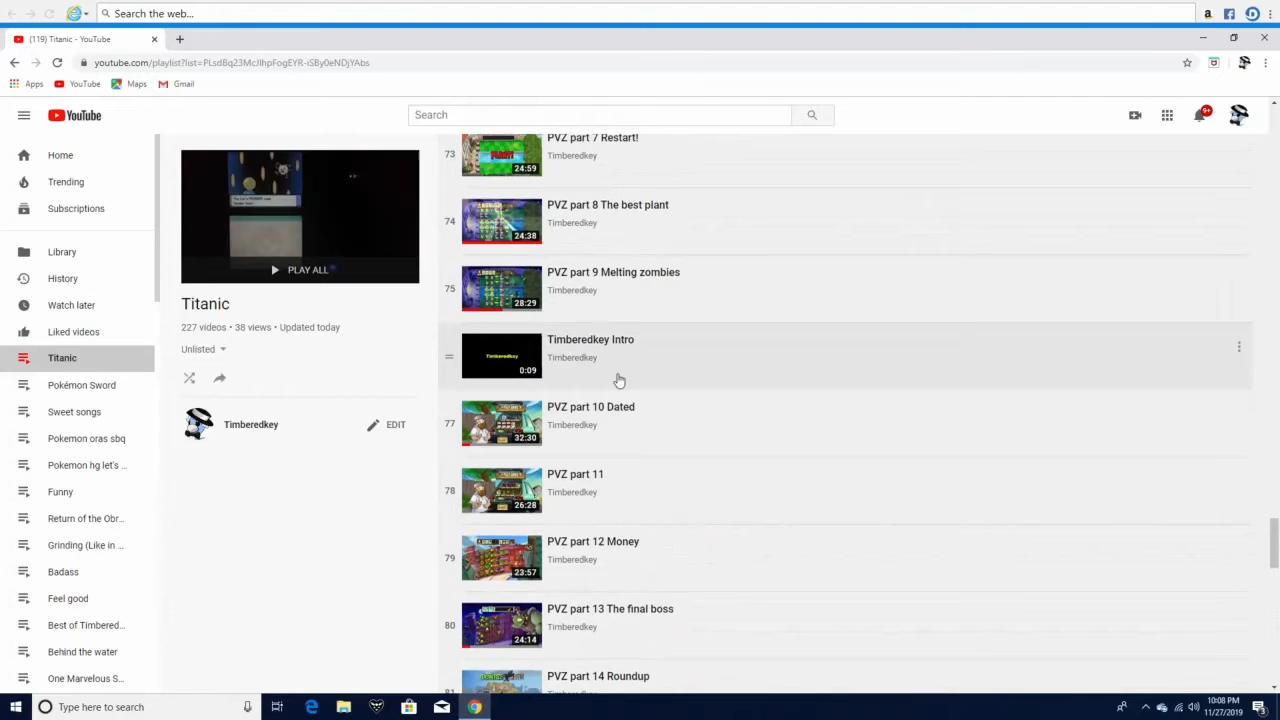 Search the web...
(119) Titanic - YouTube
youtube.com/playlist?list=PLsdBq23McJIhpFogEYR-iSBy0eNDjYAbs
Apps YouTube Maps Gmail
YouTube
Search
9+
Home
Trending
Subscriptions
Library
History
Watch later
Liked videos
Titanic
Pokémon Sword
Sweet songs
Pokemon oras sbq
Pokemon hg let's ...
Funny
Return of the Obr...
Grinding (Like in ...
Badass
Feel good
Best of Timbered...
Behind the water
One Marvelous S...
PLAY ALL
Titanic
227 videos • 38 views • Updated today
Unlisted
Timberedkey
EDIT
73
24:59
PVZ part 7 Restart!
Timberedkey
74
24:38
PVZ part 8 The best plant
Timberedkey
75
28:29
PVZ part 9 Melting zombies
Timberedkey
Timberedkey
0:09
Timberedkey Intro
Timberedkey
77
32:30
PVZ part 10 Dated
Timberedkey
78
26:28
PVZ part 11
Timberedkey
79
23:57
PVZ part 12 Money
Timberedkey
80
24:14
PVZ part 13 The final boss
Timberedkey
81
PVZ part 14 Roundup
Type here to search
10:08 PM
11/27/2019
3